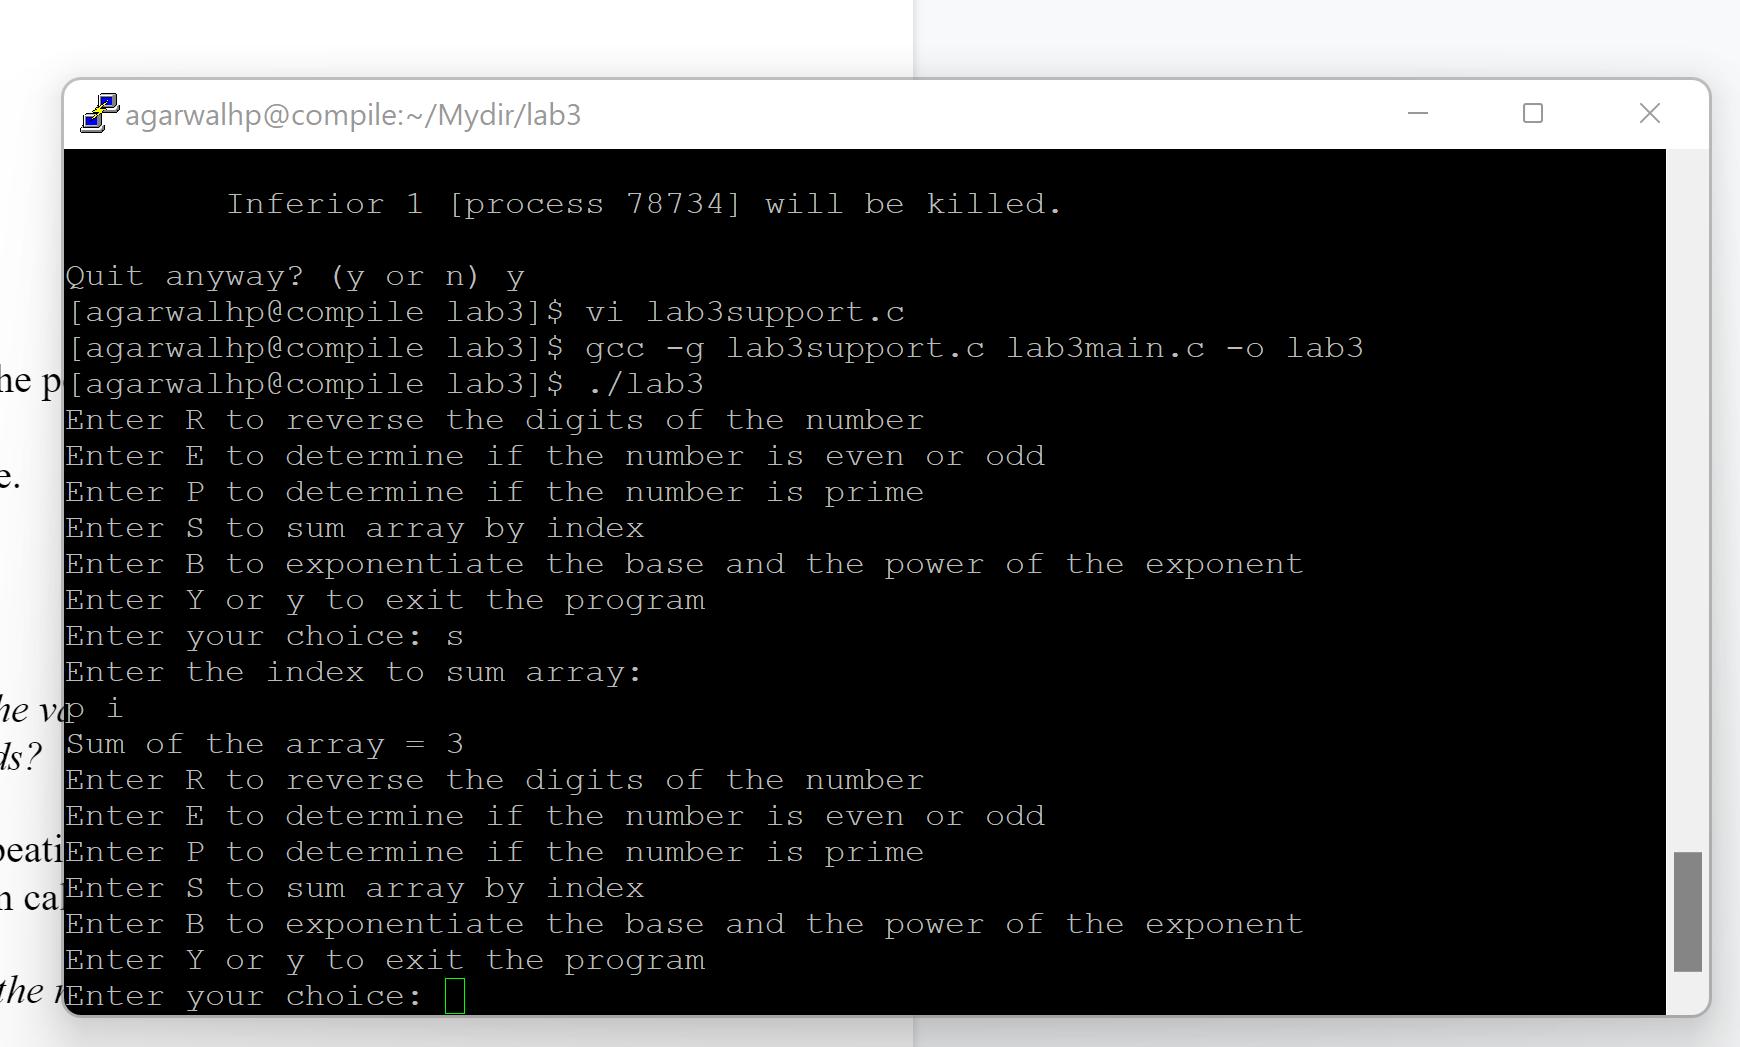 agarwalhp@compile:~/Mydir/lab3
Inferior 1 [process 78734] will be killed.
Quit anyway? (y or n) y
[agarwalhp@compile lab3]$ vi lab3support.c
[agarwalhp@compile lab3]$ gcc -g lab3support.c lab3main.c -o lab3
he p
[agarwalhp@compile lab3]$ ./lab3
Enter R to reverse the digits of the number
Enter E to determine if the number is even or odd
e.
Enter P to determine if the number is prime
Enter S to sum array by index
Enter B to exponentiate the base and the power of the exponent
Enter Y or y to exit the program
Enter your choice: s
Enter the index to sum array:
he va
p i
Sum of the array = 3
ds?
Enter R to reverse the digits of the number
Enter E to determine if the number is even or odd
peati
Enter P to determine if the number is prime
n cal
Enter S to sum array by index
Enter B to exponentiate the base and the power of the exponent
Enter Y or y to exit the program
the
Enter your choice: